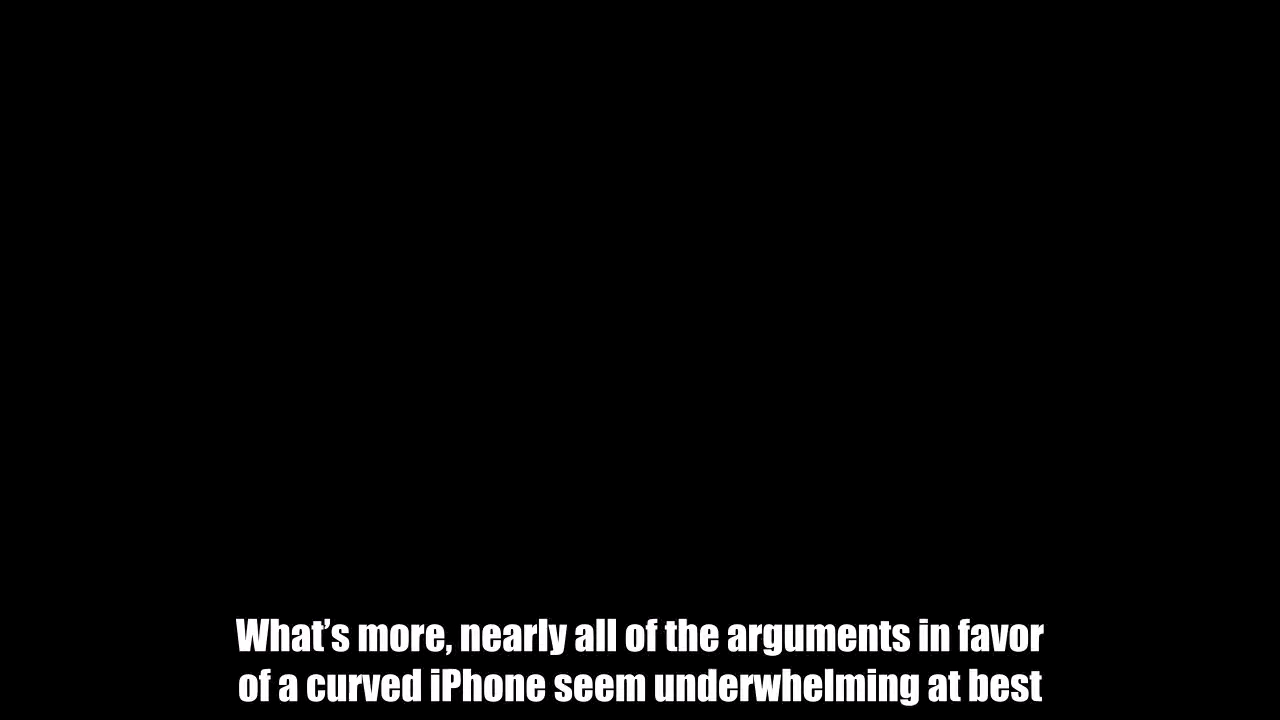 What’s more, nearly all of the arguments in favor
of a curved iPhone seem underwhelming at best